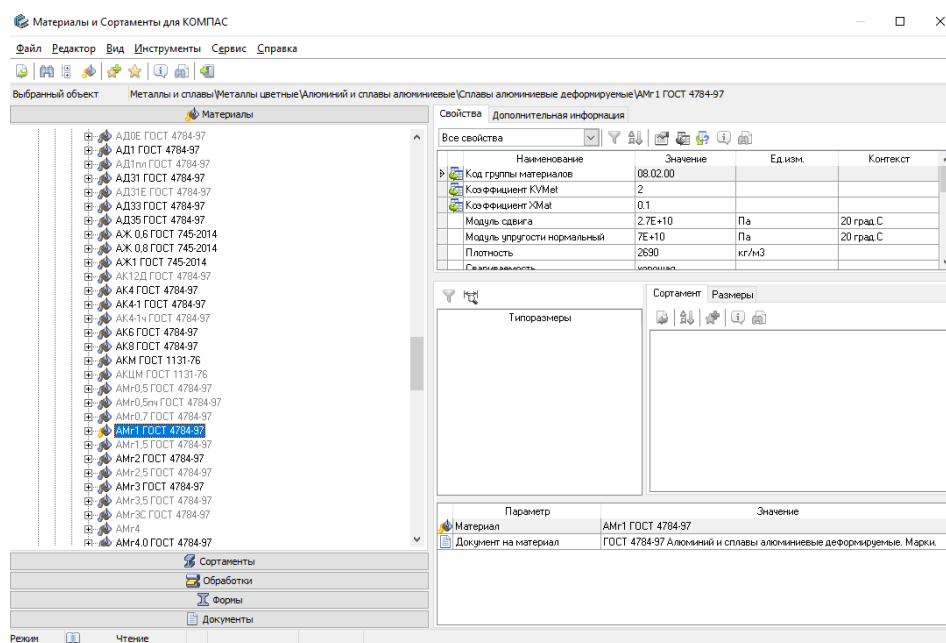 Материалы и Сортаменты для КОМПАС
Файл Редактор Вид Инструменты Сервис Справка
Выбранный объект Металлы и сплавы\Металлы цветные\Алюминий и сплавы алюминиевые\Сплавы алюминиевые деформируемые\АМг1 ГОСТ 4784-97
Материалы
АД0Е ГОСТ 4784-97
АД1 ГОСТ 4784-97
АД1пл ГОСТ 4784-97
АД31 ГОСТ 4784-97
АД31Е ГОСТ 4784-97
АД33 ГОСТ 4784-97
АД35 ГОСТ 4784-97
АЖ 0,6 ГОСТ 745-2014
АЖ 0,8 ГОСТ 745-2014
АЖ1 ГОСТ 745-2014
АК12Д ГОСТ 4784-97
АК4 ГОСТ 4784-97
АК4-1 ГОСТ 4784-97
АК4-1ч ГОСТ 4784-97
АК6 ГОСТ 4784-97
АК8 ГОСТ 4784-97
АКМ ГОСТ 1131-76
АКЦМ ГОСТ 1131-76
АМг0,5 ГОСТ 4784-97
АМг0,5пч ГОСТ 4784-97
АМг0,7 ГОСТ 4784-97
АМг1 ГОСТ 4784-97
АМг1,5 ГОСТ 4784-97
АМг2 ГОСТ 4784-97
АМг2,5 ГОСТ 4784-97
АМг3 ГОСТ 4784-97
АМг3,5 ГОСТ 4784-97
АМг3С ГОСТ 4784-97
АМг4
АМг4.0 ГОСТ 4784-97
Сортаменты
Обработки
Формы
Документы
Режим Чтение
Свойства Дополнительная информация
Все свойства
Наименование Значение Ед.изм. Контекст
Код группы материалов 08.02.00
Коэффициент KVMet 2
Коэффициент XMat 0.1
Модуль сдвига 2.7E+10 Па 20 град.С
Модуль упругости нормальный 7E+10 Па 20 град.С
Плотность 2690 кг/м3
Свариваемость хорошая
Типоразмеры
Сортамент Размеры
Параметр Значение
Материал АМг1 ГОСТ 4784-97
Документ на материал ГОСТ 4784-97 Алюминий и сплавы алюминиевые деформируемые. Марки.